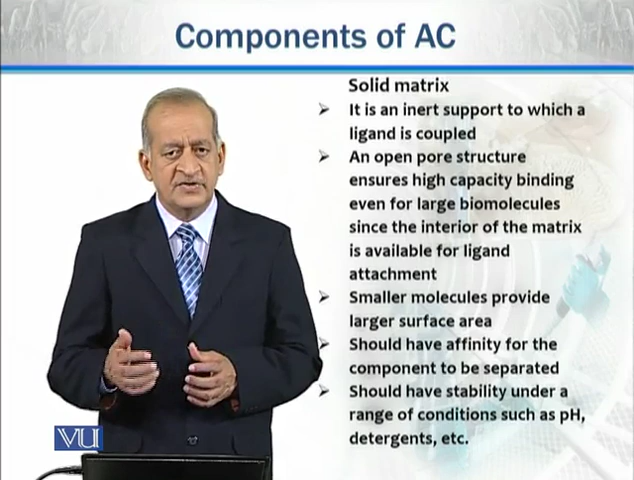 Components of AC
Solid matrix
➢ It is an inert support to which a
ligand is coupled
➢ An open pore structure
ensures high capacity binding
even for large biomolecules
since the interior of the matrix
is available for ligand
attachment
➢ Smaller molecules provide
larger surface area
➢ Should have affinity for the
component to be separated
➢ Should have stability under a
range of conditions such as pH,
detergents, etc.
VU